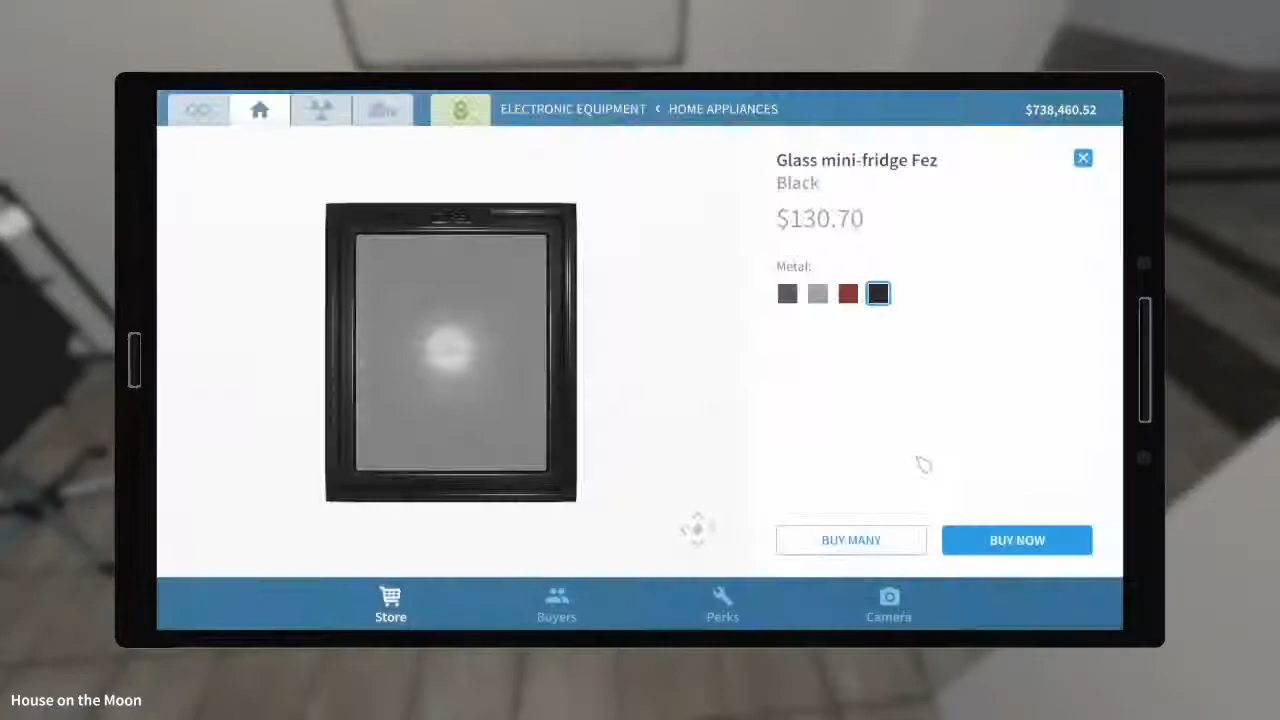 ELECTRONIC EQUIPMENT < HOME APPLIANCES
$738,460.52
Glass mini-fridge Fez
Black
$130.70
Metal:
BUY MANY
BUY NOW
Store
Buyers
Perks
Camera
House on the Moon